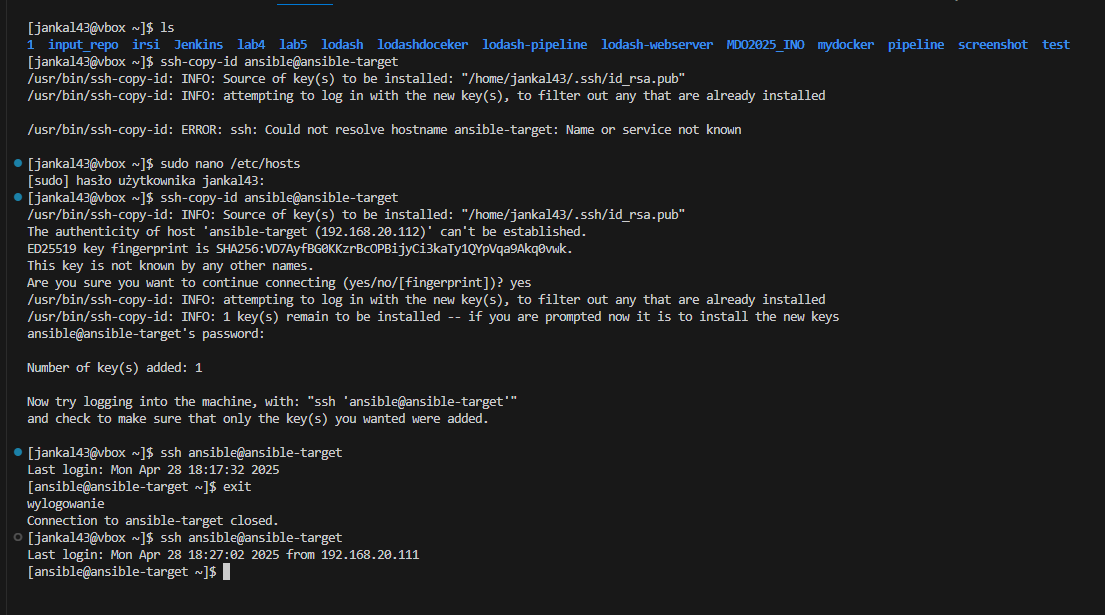 [jankal43@vbox ~]$ ls
1  input_repo  irsi  Jenkins  lab4  lab5  lodash  lodashdoceker  lodash-pipeline  lodash-webserver  MDO2025_INO  mydocker  pipeline  screenshot  test
[jankal43@vbox ~]$ ssh-copy-id ansible@ansible-target
/usr/bin/ssh-copy-id: INFO: Source of key(s) to be installed: "/home/jankal43/.ssh/id_rsa.pub"
/usr/bin/ssh-copy-id: INFO: attempting to log in with the new key(s), to filter out any that are already installed
/usr/bin/ssh-copy-id: ERROR: ssh: Could not resolve hostname ansible-target: Name or service not known
[jankal43@vbox ~]$ sudo nano /etc/hosts
[sudo] hasło użytkownika jankal43:
[jankal43@vbox ~]$ ssh-copy-id ansible@ansible-target
/usr/bin/ssh-copy-id: INFO: Source of key(s) to be installed: "/home/jankal43/.ssh/id_rsa.pub"
The authenticity of host 'ansible-target (192.168.20.112)' can't be established.
ED25519 key fingerprint is SHA256:VD7AyfBG0KKzrBcOPBijyCi3kaTy1QYpVqa9Akq0vwk.
This key is not known by any other names.
Are you sure you want to continue connecting (yes/no/[fingerprint])? yes
/usr/bin/ssh-copy-id: INFO: attempting to log in with the new key(s), to filter out any that are already installed
/usr/bin/ssh-copy-id: INFO: 1 key(s) remain to be installed -- if you are prompted now it is to install the new keys
ansible@ansible-target's password:
Number of key(s) added: 1
Now try logging into the machine, with: "ssh 'ansible@ansible-target'"
and check to make sure that only the key(s) you wanted were added.
[jankal43@vbox ~]$ ssh ansible@ansible-target
Last login: Mon Apr 28 18:17:32 2025
[ansible@ansible-target ~]$ exit
wylogowanie
Connection to ansible-target closed.
[jankal43@vbox ~]$ ssh ansible@ansible-target
Last login: Mon Apr 28 18:27:02 2025 from 192.168.20.111
[ansible@ansible-target ~]$